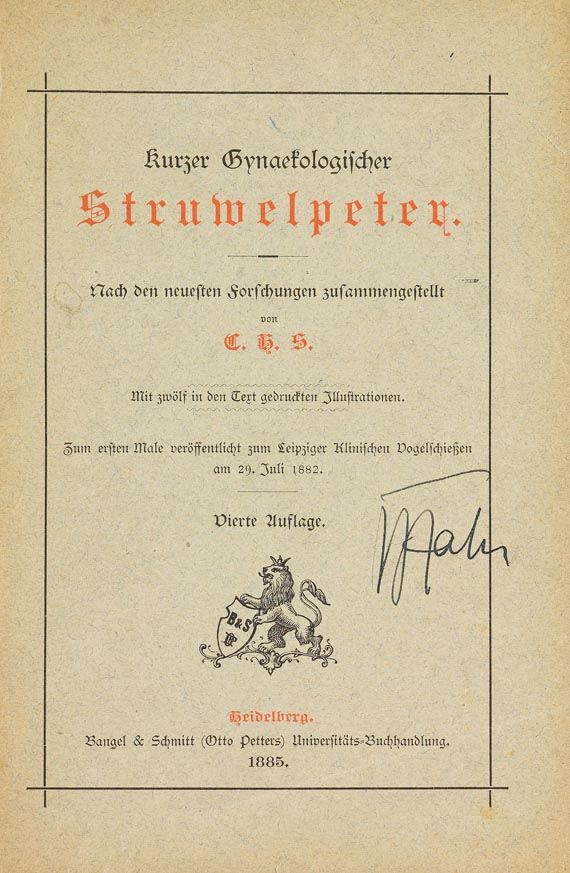 Kurzer Gynaekologischer
Struwelpeter.
Nach den neuesten Forschungen zusammengestellt
von
C. H. S.
Mit zwölf in den Text gedruckten Illustrationen.
Zum ersten Male veröffentlicht zum Leipziger Klinischen Vogelschießen
am 29. Juli 1882.
Vierte Auflage.
B & S
Heidelberg.
Bangel & Schmitt (Otto Petters) Universitäts-Buchhandlung.
1885.